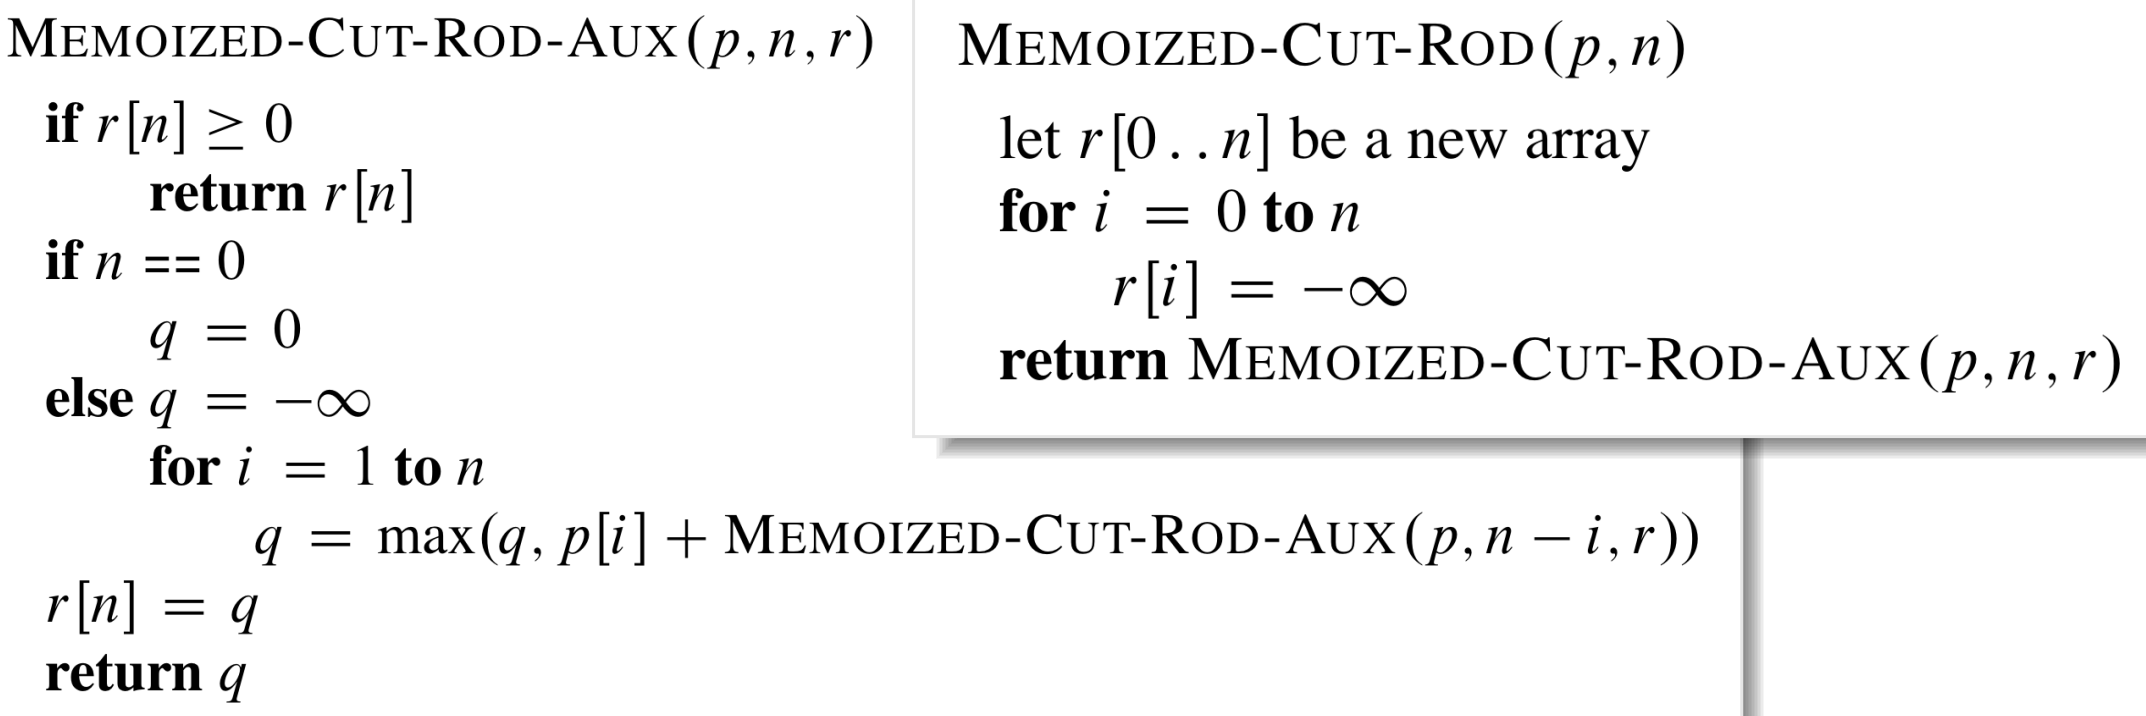 MEMOIZED-CUT-ROD-AUX(p, n, r)
if r[n] ≥ 0
return r[n]
if n == 0
q = 0
else q = −∞
for i = 1 to n
q = max(q, p[i] + MEMOIZED-CUT-ROD-AUX(p, n − i, r))
r[n] = q
return q
MEMOIZED-CUT-ROD(p, n)
let r[0 . . n] be a new array
for i = 0 to n
r[i] = −∞
return MEMOIZED-CUT-ROD-AUX(p, n, r)